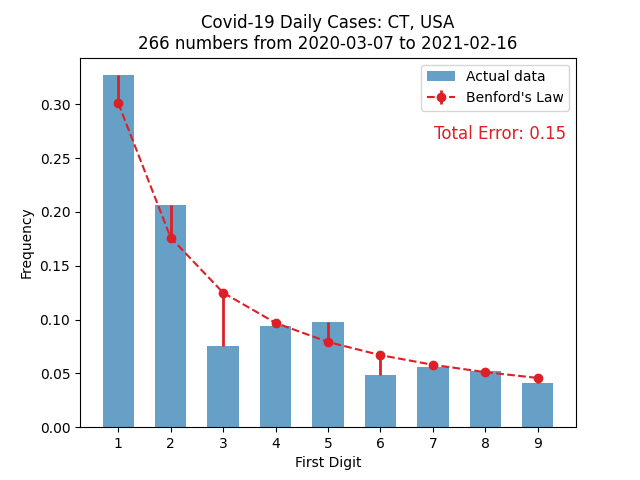 Covid-19 Daily Cases: CT, USA
266 numbers from 2020-03-07 to 2021-02-16
Actual data
Benford's Law
Total Error: 0.15
Frequency
0.30
0.25
0.20
0.15
0.10
0.05
0.00
1 2 3 4 5 6 7 8 9
First Digit